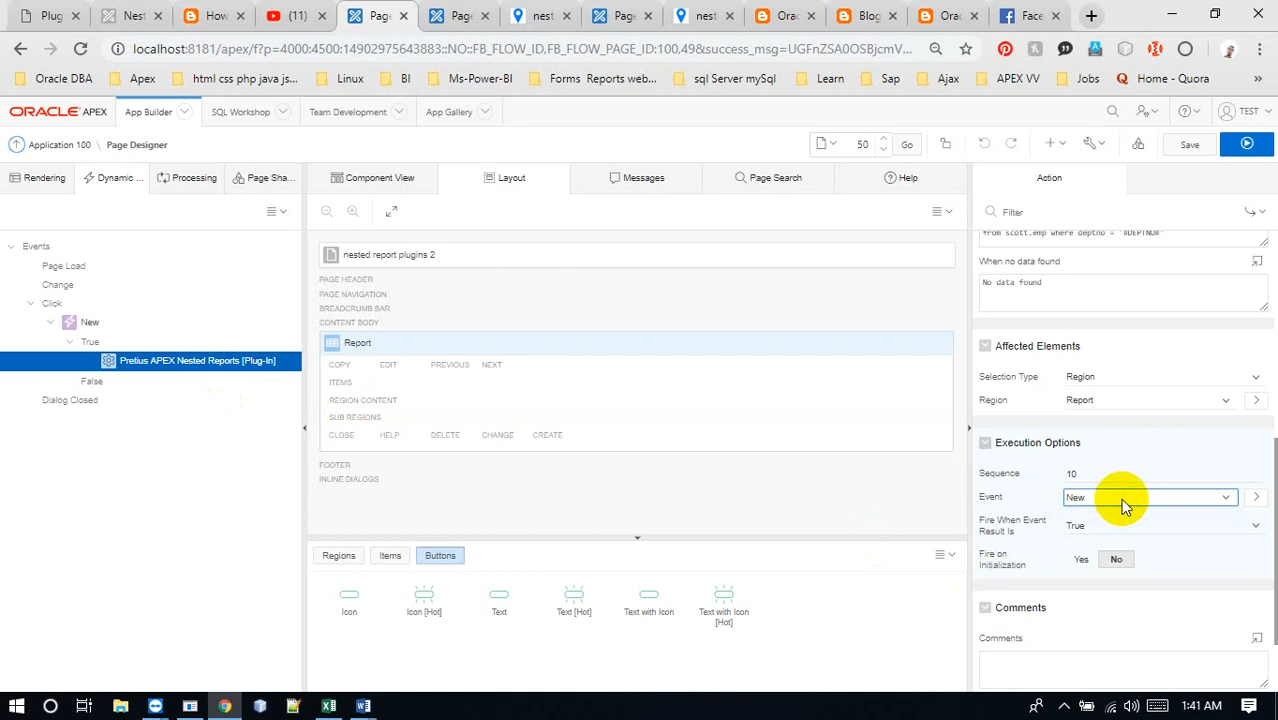 Plug
Nest
How
(11)
Page
Page
nest
Page
nest
Orac
Blog
Orac
Face
localhost:8181/apex/f?p=4000:4500:14902975643883::NO::FB_FLOW_ID,FB_FLOW_PAGE_ID:100,49&success_msg=UGFnZSA0OSBjcmV...
Oracle DBA
Apex
html css php java js...
Linux
BI
Ms-Power-BI
Forms Reports web...
sql Server mySql
Learn
Sap
Ajax
APEX VV
Jobs
Home - Quora
»
ORACLE APEX
App Builder
SQL Workshop
Team Development
App Gallery
TEST
Application 100
Page Designer
50
Go
Save
Rendering
Dynamic ...
Processing
Page Sha...
Component View
Layout
Messages
Page Search
Help
Action
Filter
Events
Page Load
Change
Click
New
True
Pretius APEX Nested Reports [Plug-In]
False
Dialog Closed
nested report plugins 2
PAGE HEADER
PAGE NAVIGATION
BREADCRUMB BAR
CONTENT BODY
Report
COPY EDIT PREVIOUS NEXT
ITEMS
REGION CONTENT
SUB REGIONS
CLOSE HELP DELETE CHANGE CREATE
FOOTER
INLINE DIALOGS
Regions
Items
Buttons
Icon
Icon [Hot]
Text
Text [Hot]
Text with Icon
Text with Icon
[Hot]
from scott.emp where deptno = '#DEPTNO#'
When no data found
No data found
Affected Elements
Selection Type Region
Region Report
Execution Options
Sequence 10
Event New
Fire When Event
Result Is
True
Fire on
Initialization
Yes No
Comments
Comments
1:41 AM